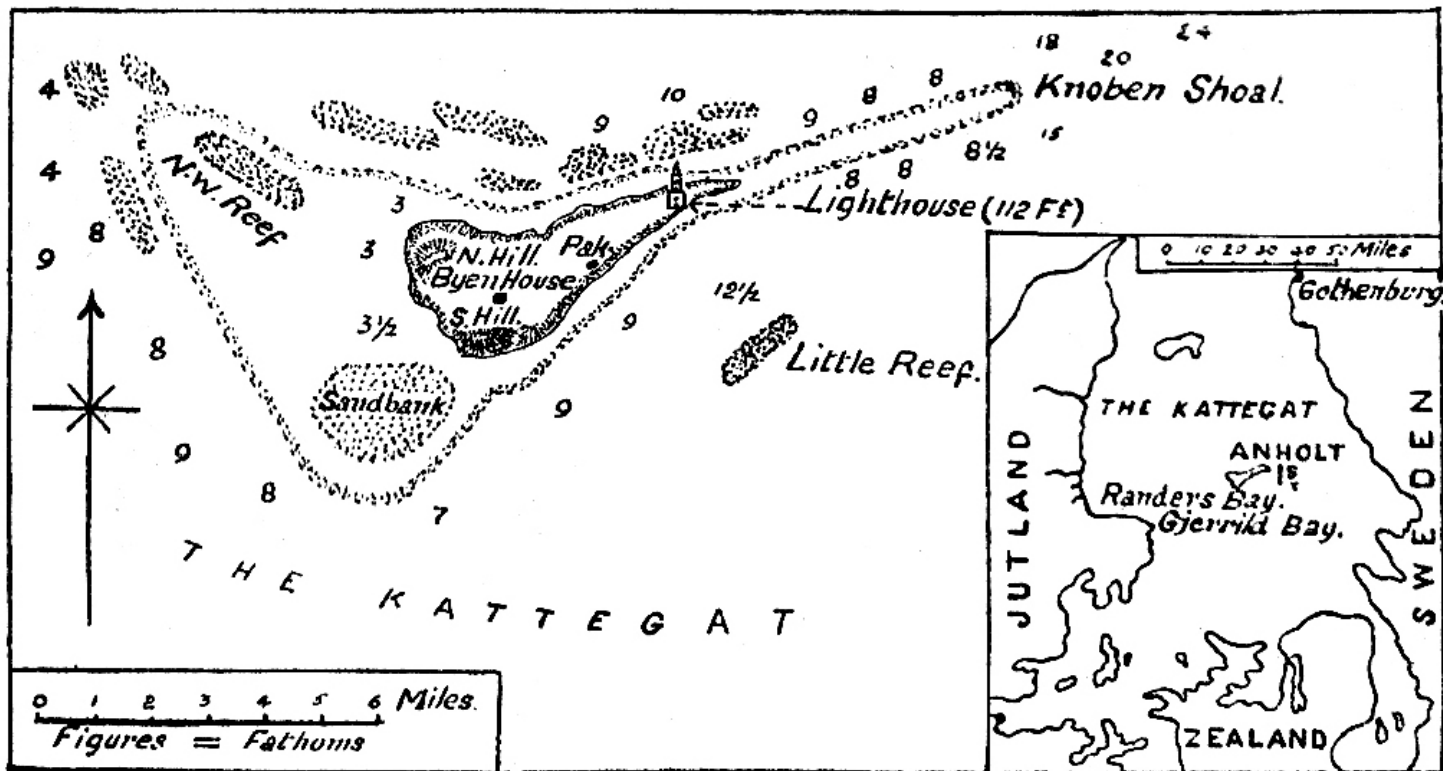 18 20 24
Knoben Shoal.
4 10 9 9 8 8
15
8½
8
8
4
N.W. Reef
3
Lighthouse (112 Ft)
8
9
3
N. Hill.
Pak
Byen House
S. Hill.
3½
9
12½
Little Reef.
8
Sandbank
9
9
8
7
THE KATTEGAT
0 1 2 3 4 5 6 Miles.
Figures = Fathoms
0 10 20 30 40 50 Miles
Gothenburg.
THE KATTEGAT
ANHOLT
Is.
Randers Bay.
Gjerrild Bay.
JUTLAND
SWEDEN
ZEALAND